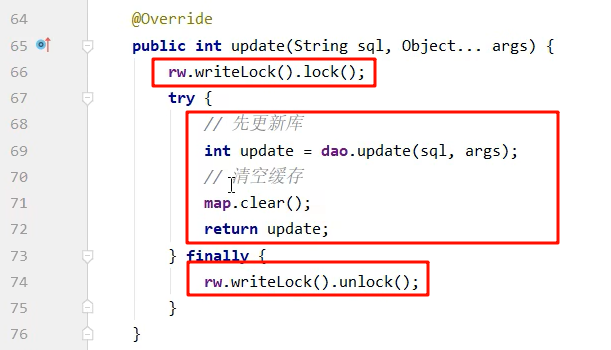 64 @Override
65 public int update(String sql, Object... args) {
66 rw.writeLock().lock();
67 try {
68 // 先更新库
69 int update = dao.update(sql, args);
70 // 清空缓存
71 map.clear();
72 return update;
73 } finally {
74 rw.writeLock().unlock();
75 }
76 }